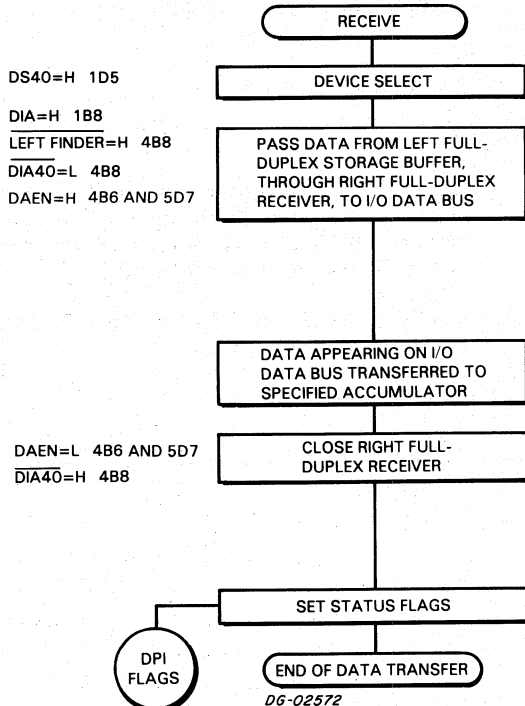 RECEIVE
DS40=H 1D5
DEVICE SELECT
DIA=H 1B8
LEFT FINDER=H 4B8
DIA40=L 4B8
DAEN=H 4B6 AND 5D7
PASS DATA FROM LEFT FULL-
DUPLEX STORAGE BUFFER,
THROUGH RIGHT FULL-DUPLEX
RECEIVER, TO I/O DATA BUS
DATA APPEARING ON I/O
DATA BUS TRANSFERRED TO
SPECIFIED ACCUMULATOR
DAEN=L 4B6 AND 5D7
DIA40=H 4B8
CLOSE RIGHT FULL-
DUPLEX RECEIVER
SET STATUS FLAGS
DPI
FLAGS
END OF DATA TRANSFER
DG-02572